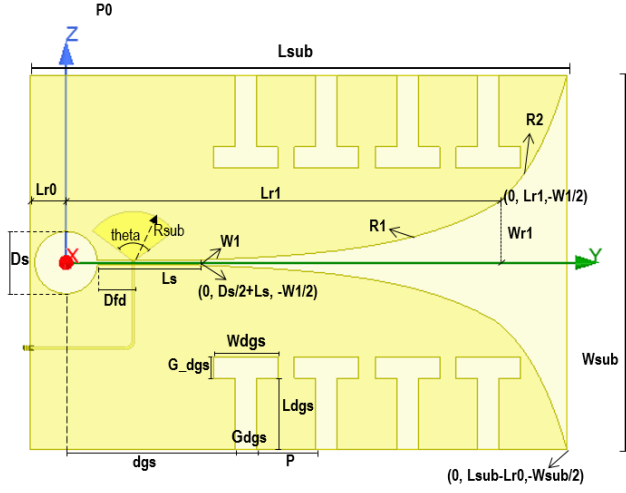 P0
Z
Lsub
R2
Lr0
Lr1
(0, Lr1,-W1/2)
theta
Rsub
R1
Wr1
Ds
X
W1
Y
Ls
(0, Ds/2+Ls, -W1/2)
Dfd
Wdgs
G_dgs
Wsub
Ldgs
Gdgs
dgs
P
(0, Lsub-Lr0,-Wsub/2)